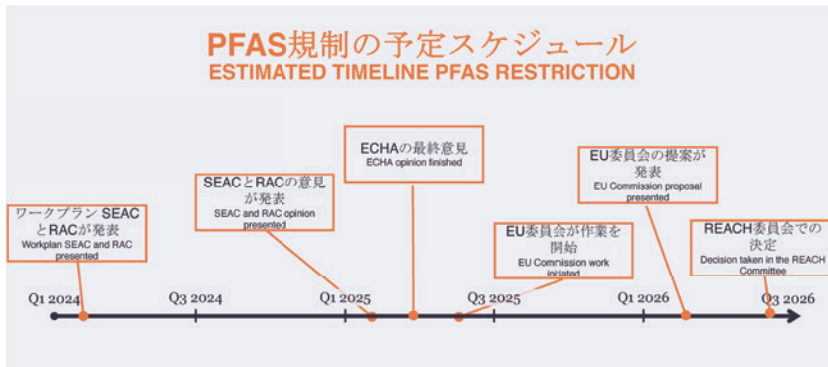 PFAS規制の予定スケジュール
ESTIMATED TIMELINE PFAS RESTRICTION
ワークプラン SEAC
とRACが発表
Workplan SEAC and RAC
presented
SEACとRACの意見
が発表
SEAC and RAC opinion
presented
ECHAの最終意見
ECHA opinion finished
EU委員会が作業を
開始
EU Commission work
initiated
EU委員会の提案が
発表
EU Commission proposal
presented
REACH委員会での
決定
Decision taken in the REACH
Committee
Q1 2024
Q3 2024
Q1 2025
Q3 2025
Q1 2026
Q3 2026